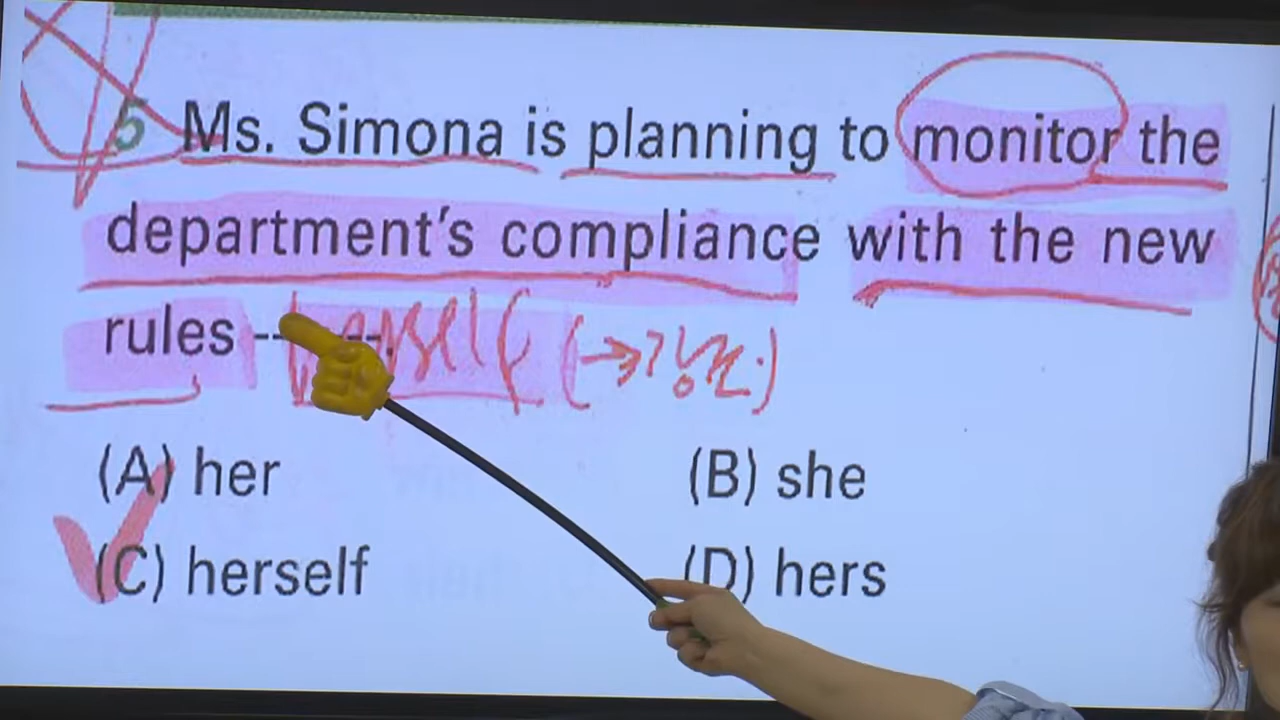 5 Ms. Simona is planning to monitor the
department's compliance with the new
rules
(A) her
(B) she
(C) herself
(D) hers